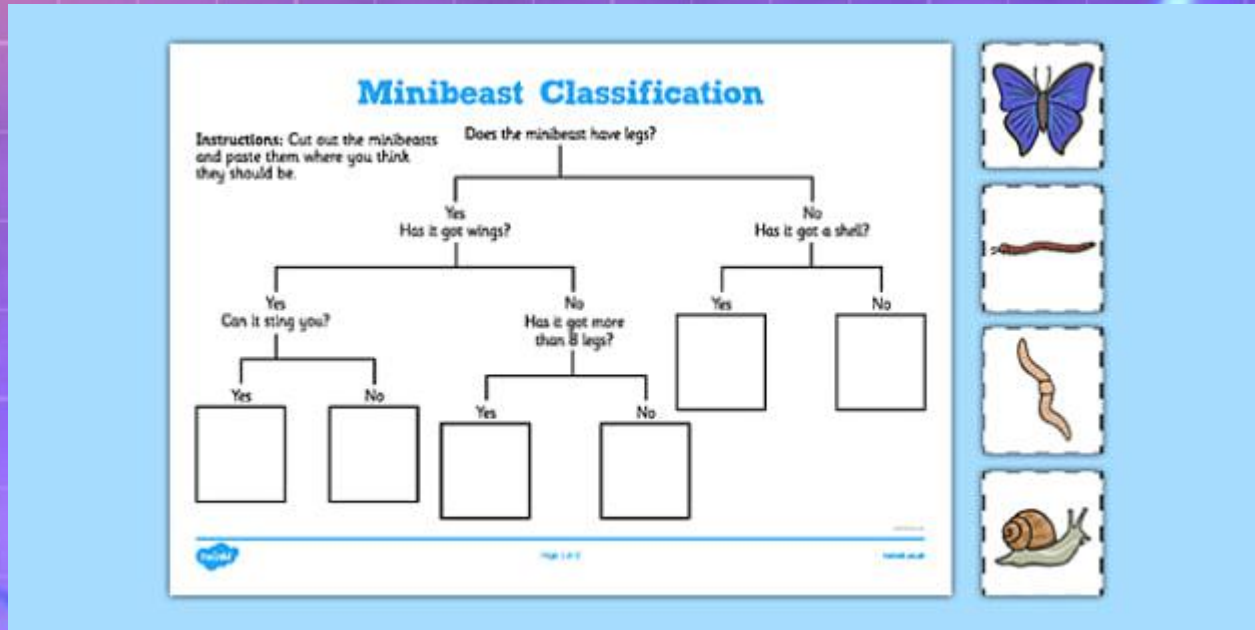 Minibeast Classification
Instructions: Cut out the minibeasts
and paste them where you think
they should be.
Does the minibeast have legs?
Yes
Has it got wings?
No
Has it got a shell?
Yes
Can it sting you?
No
Has it got more
than 8 legs?
Yes
No
Yes
No
Yes
No
twinkl